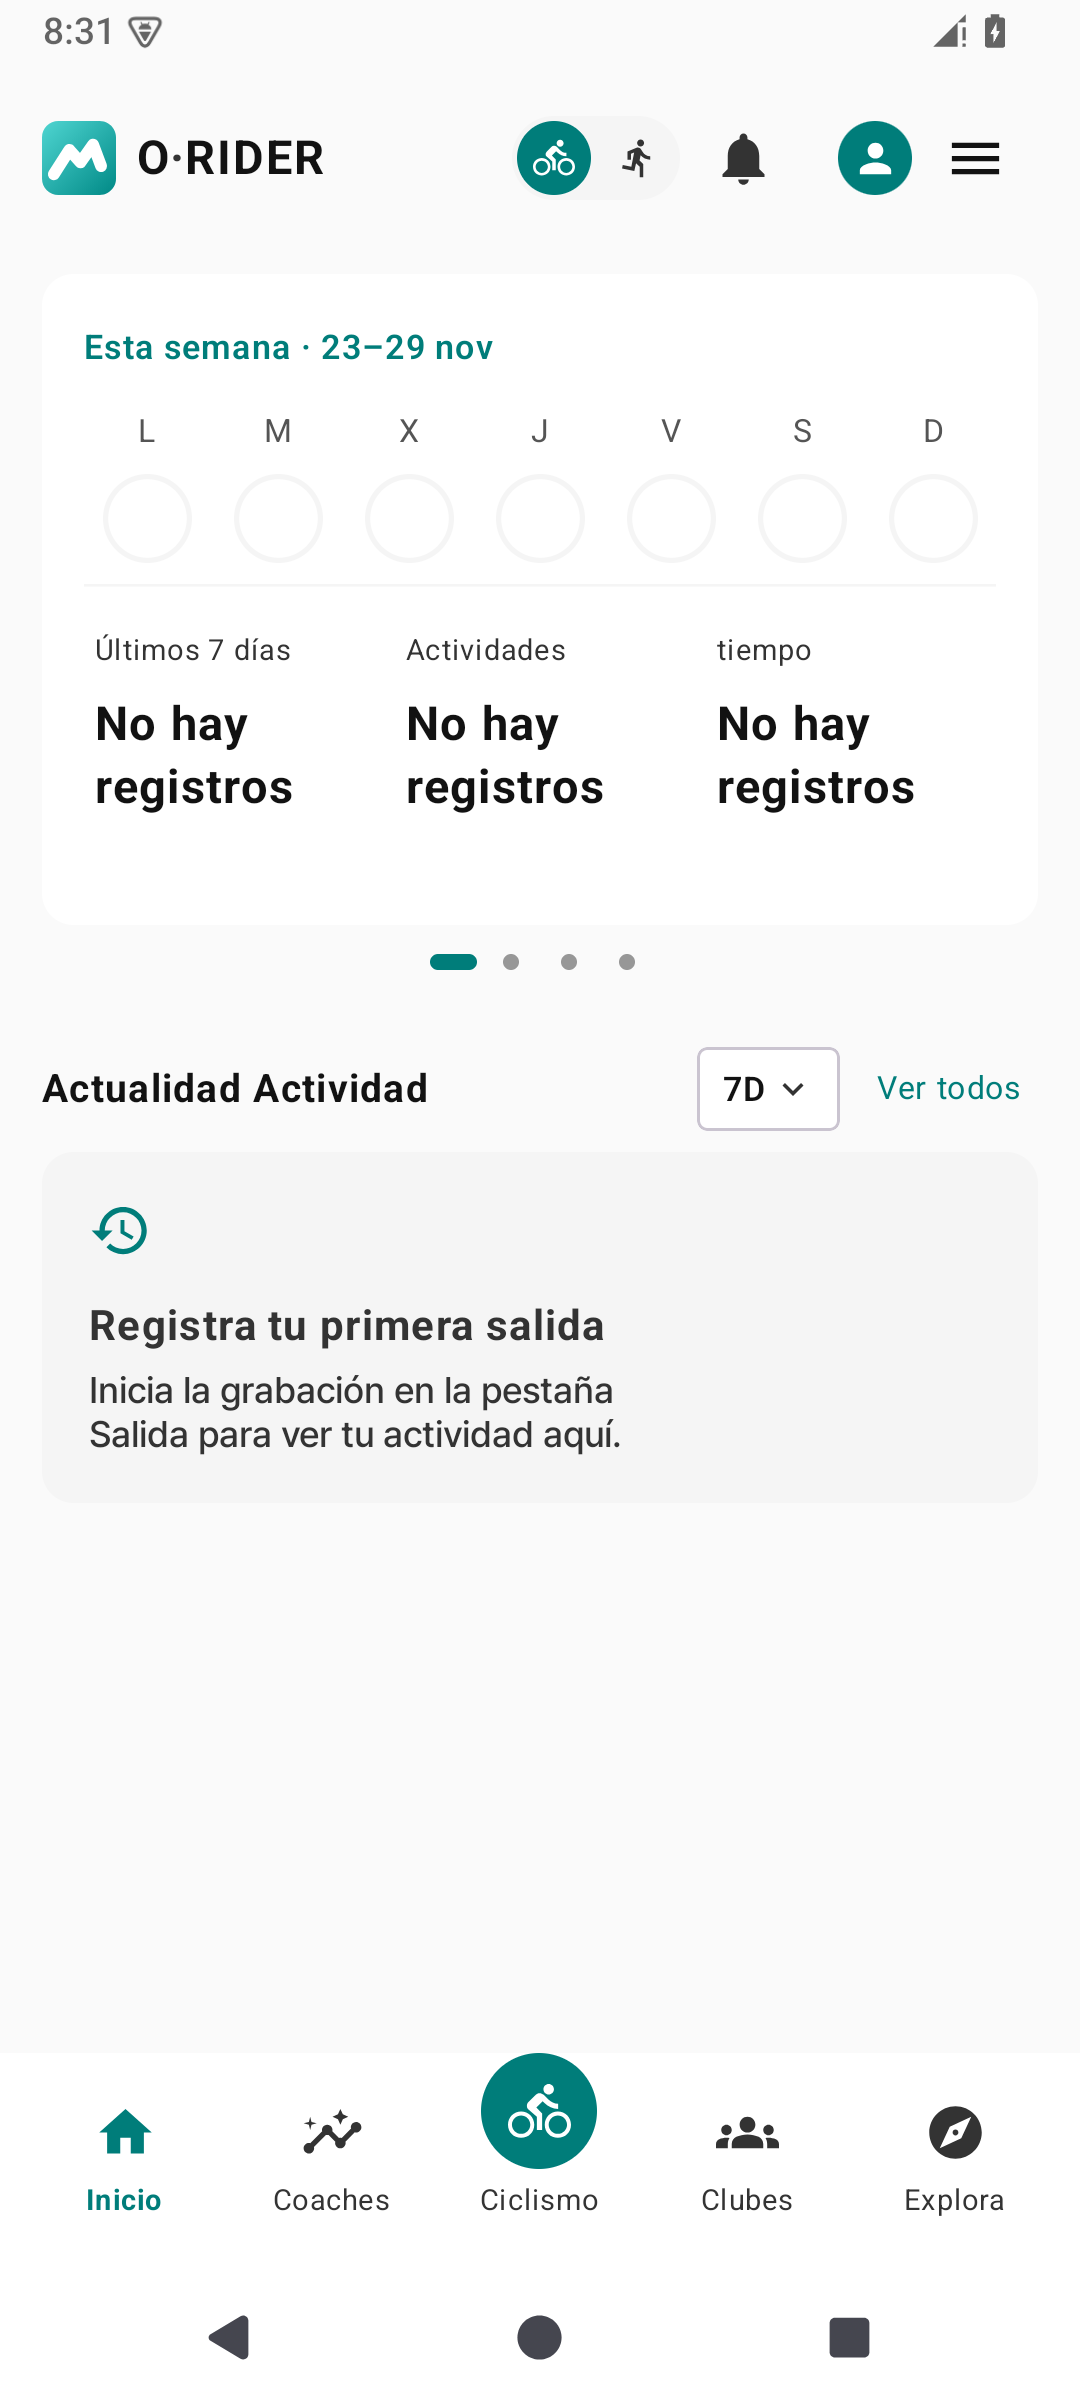 8:31
O·RIDER
Esta semana · 23–29 nov
L M X J V S D
Últimos 7 días Actividades tiempo
No hay registros No hay registros No hay registros
Actualidad Actividad 7D Ver todos
Registra tu primera salida
Inicia la grabación en la pestaña
Salida para ver tu actividad aquí.
Inicio Coaches Ciclismo Clubes Explora